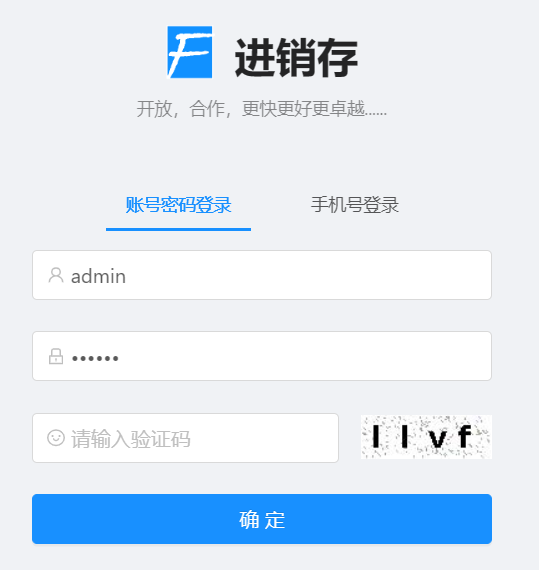 F 进销存
开放，合作，更快更好更卓越......
账号密码登录 手机号登录
admin
••••••
请输入验证码 llvf
确 定